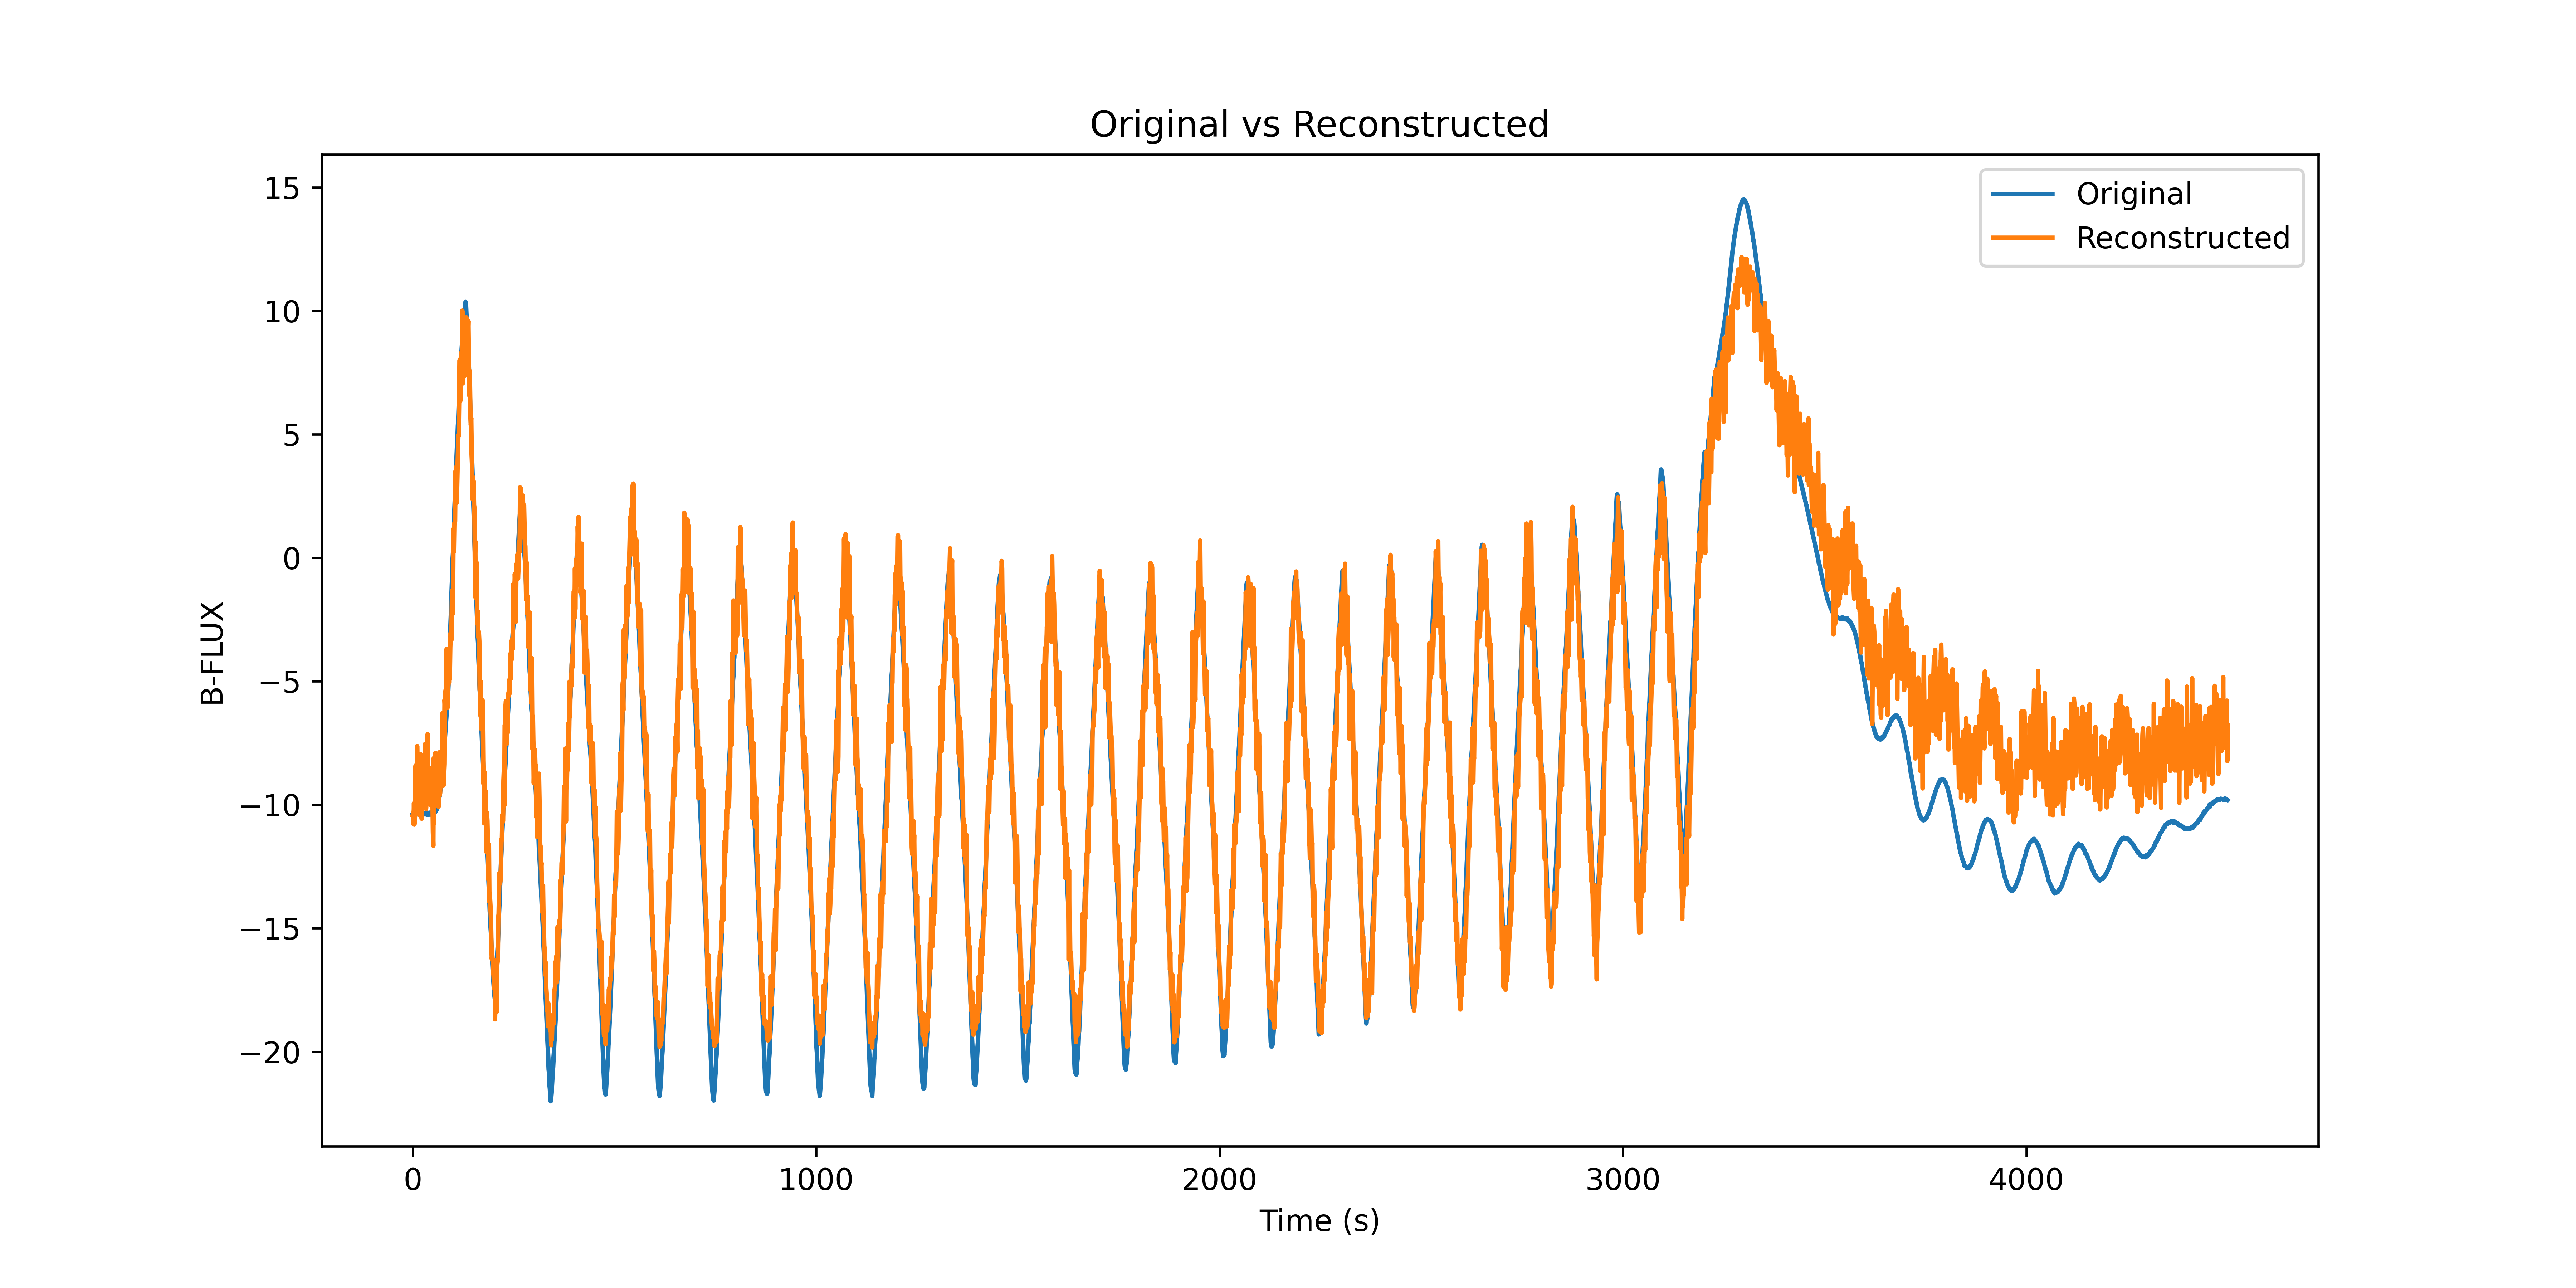 Original vs Reconstructed
Original
Reconstructed
15
10
5
0
−5
−10
−15
−20
B-FLUX
0
1000
2000
3000
4000
Time (s)